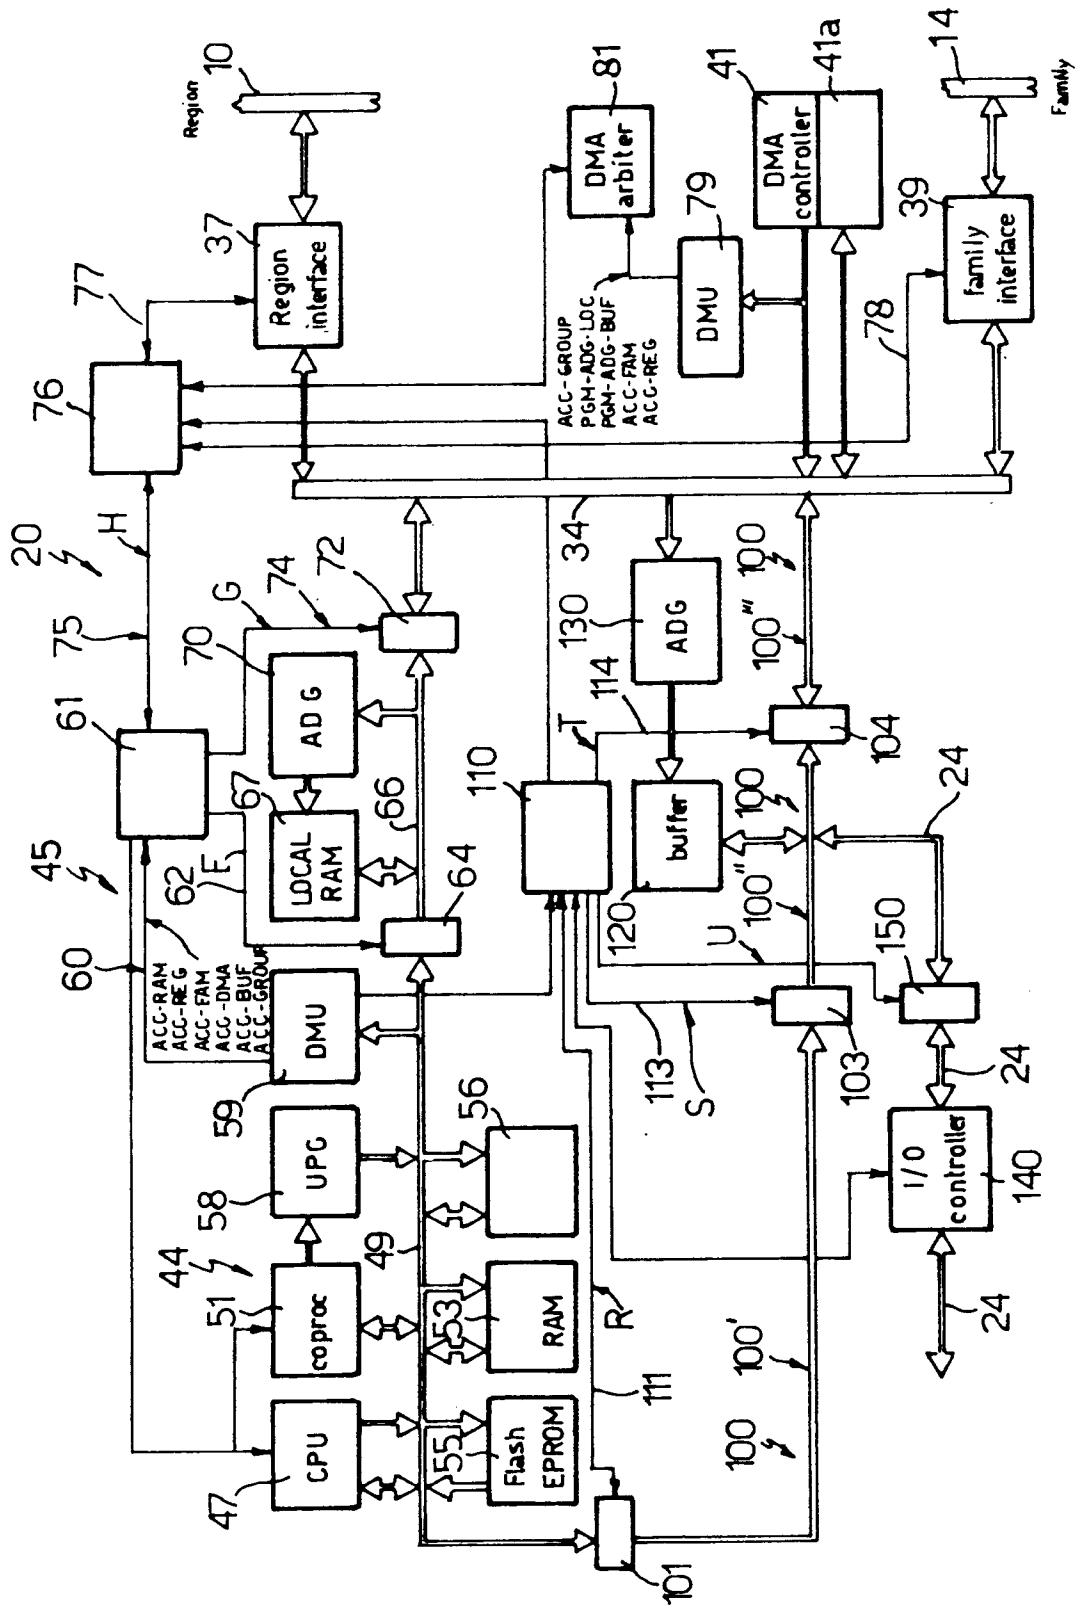 20
45
44
60
ACC-RAM
ACC-REG
ACC-FAM
ACC-DMA
ACC-BUF
ACC-GROUP
61
75
H
76
77
Region
10
37
Region
interface
62
E
G
74
47
CPU
51
coproc
58
UPG
59
DMU
67
LOCAL
RAM
70
ADG
72
49
64
66
34
55
Flash
EPROM
53
RAM
56
110
T
114
130
ADG
120
buffer
ACC-GROUP
PGM-ADG-LOC
PGM-ADG-BUF
ACC-FAM
ACC-REG
DMA
arbiter
81
DMU
79
DMA
controller
41
41a
101
111
R
113
S
U
103
104
100
100'
100
100"
100
100"'
24
I/O
controller
140
24
150
24
78
39
family
interface
14
Family